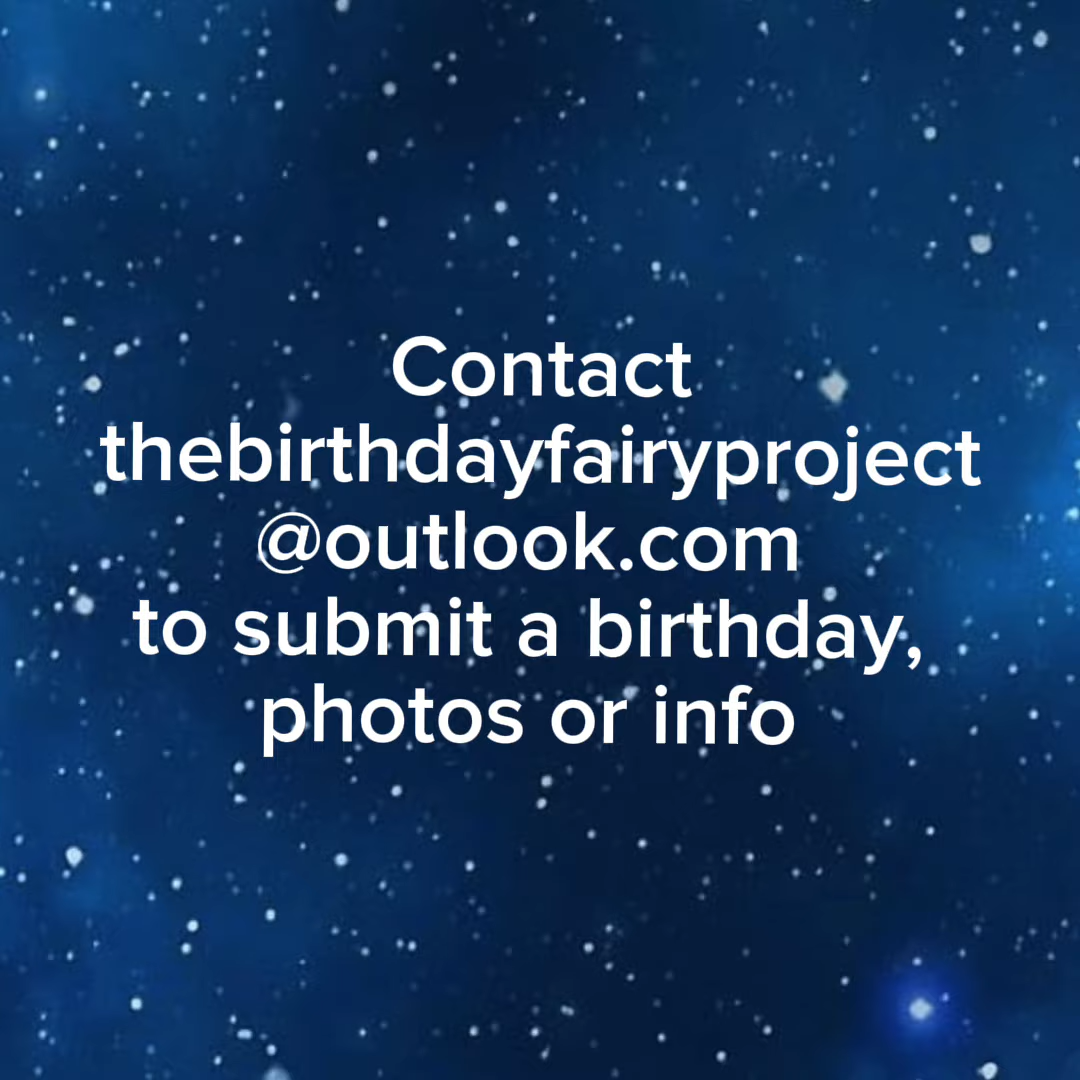 Contact
thebirthdayfairyproject
@outlook.com
to submit a birthday,
photos or info